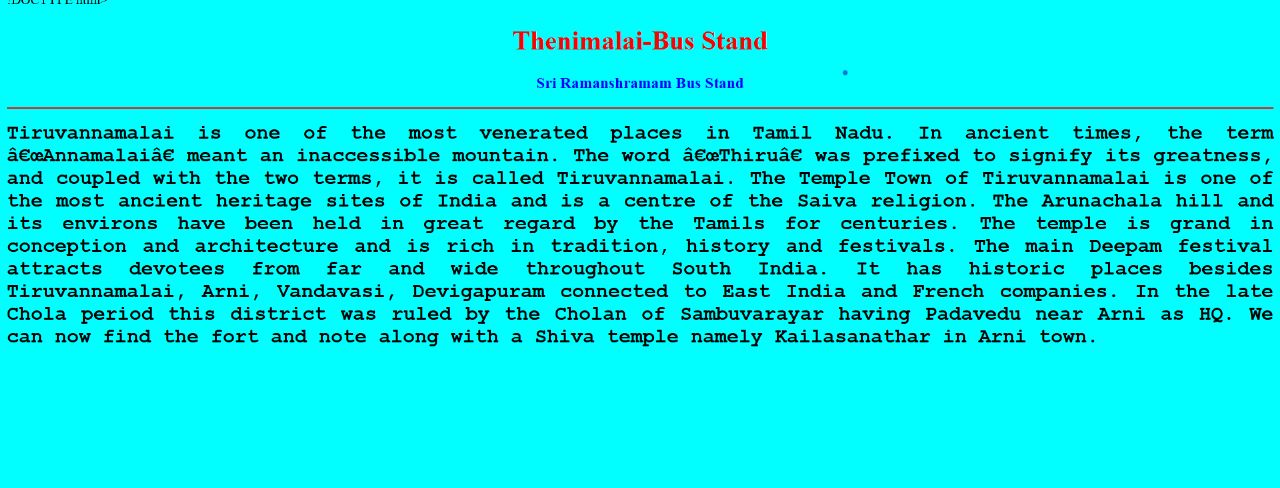 !DOCTYPE html>
Thenimalai-Bus Stand
Sri Ramanshramam Bus Stand
Tiruvannamalai is one of the most venerated places in Tamil Nadu. In ancient times, the term
â€œAnnamalaiâ€ meant an inaccessible mountain. The word â€œThiruâ€ was prefixed to signify its greatness,
and coupled with the two terms, it is called Tiruvannamalai. The Temple Town of Tiruvannamalai is one of
the most ancient heritage sites of India and is a centre of the Saiva religion. The Arunachala hill and
its environs have been held in great regard by the Tamils for centuries. The temple is grand in
conception and architecture and is rich in tradition, history and festivals. The main Deepam festival
attracts devotees from far and wide throughout South India. It has historic places besides
Tiruvannamalai, Arni, Vandavasi, Devigapuram connected to East India and French companies. In the late
Chola period this district was ruled by the Cholan of Sambuvarayar having Padavedu near Arni as HQ. We
can now find the fort and note along with a Shiva temple namely Kailasanathar in Arni town.